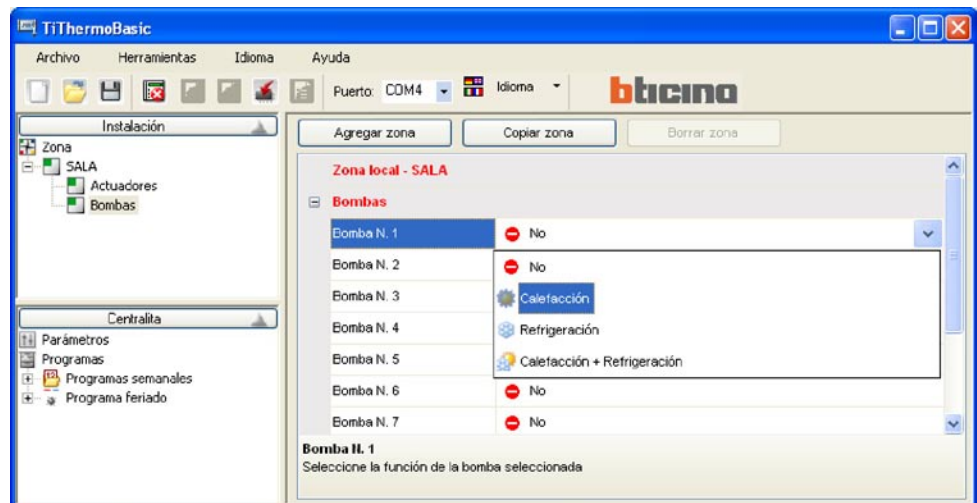 TiThermoBasic
Archivo Herramientas Idioma Ayuda
Puerto: COM4 Idioma bticino
Instalación
Zona
SALA
Actuadores
Bombas
Centralita
Parámetros
Programas
Programas semanales
Programa feriado
Agregar zona Copiar zona Borrar zona
Zona local - SALA
Bombas
Bomba N. 1 No
Bomba N. 2 No
Bomba N. 3 Calefacción
Bomba N. 4 Refrigeración
Bomba N. 5 Calefacción + Refrigeración
Bomba N. 6 No
Bomba N. 7 No
Bomba N. 1
Seleccione la función de la bomba seleccionada